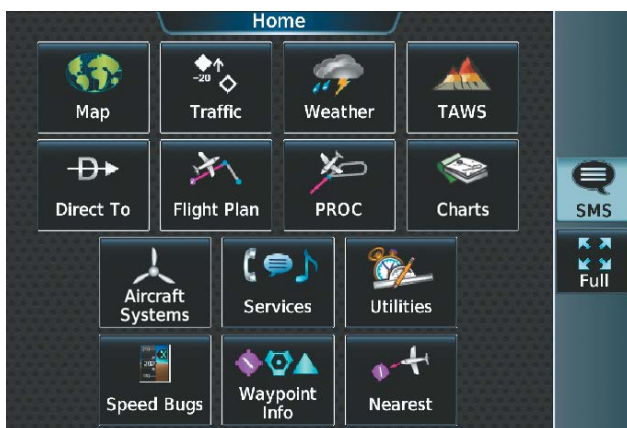 Home
-20
Map
Traffic
Weather
TAWS
Direct To
Flight Plan
PROC
Charts
SMS
Full
Aircraft
Systems
Services
Utilities
Speed Bugs
Waypoint
Info
Nearest